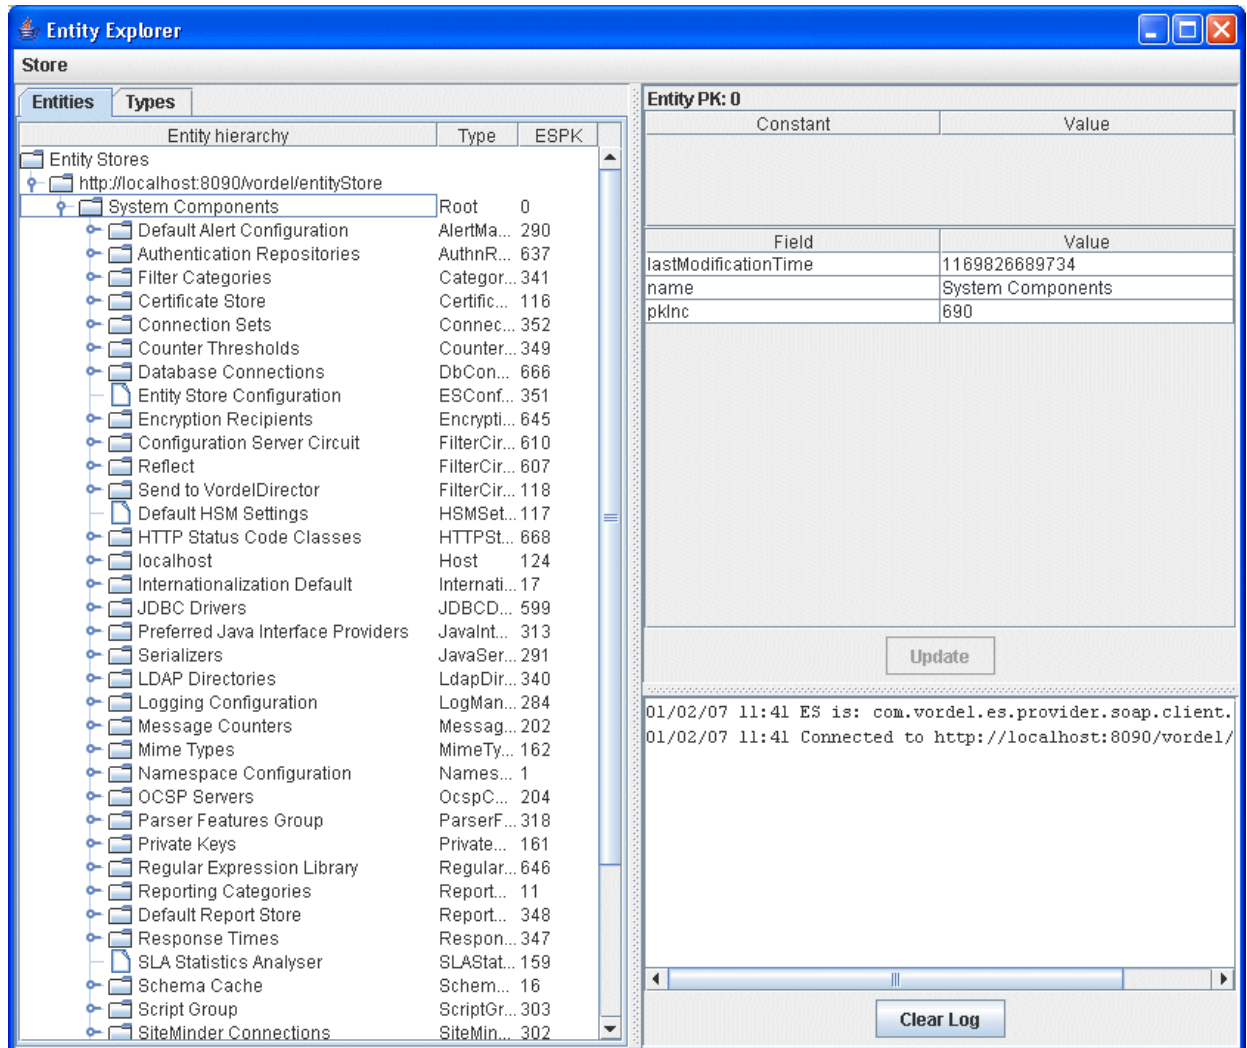 Entity Explorer
Store
Entities Types
Entity hierarchy Type ESPK
Entity Stores
http://localhost:8090/vordel/entityStore
System Components Root 0
Default Alert Configuration AlertMa... 290
Authentication Repositories AuthnR... 637
Filter Categories Categor... 341
Certificate Store Certific... 116
Connection Sets Connec... 352
Counter Thresholds Counter... 349
Database Connections DbCon... 666
Entity Store Configuration ESConf... 351
Encryption Recipients Encrypti... 645
Configuration Server Circuit FilterCir... 610
Reflect FilterCir... 607
Send to VordelDirector FilterCir... 118
Default HSM Settings HSMSet... 117
HTTP Status Code Classes HTTPSt... 668
localhost Host 124
Internationalization Default Internati... 17
JDBC Drivers JDBCD... 599
Preferred Java Interface Providers JavaInt... 313
Serializers JavaSer... 291
LDAP Directories LdapDir... 340
Logging Configuration LogMan... 284
Message Counters Messag... 202
Mime Types MimeTy... 162
Namespace Configuration Names... 1
OCSP Servers OcspC... 204
Parser Features Group ParserF... 318
Private Keys Private... 161
Regular Expression Library Regular... 646
Reporting Categories Report... 11
Default Report Store Report... 348
Response Times Respon... 347
SLA Statistics Analyser SLAStat... 159
Schema Cache Schem... 16
Script Group ScriptGr... 303
SiteMinder Connections SiteMin... 302
Entity PK: 0
Constant Value
Field Value
lastModificationTime 1169826689734
name System Components
pkInc 690
Update
01/02/07 11:41 ES is: com.vordel.es.provider.soap.client.
01/02/07 11:41 Connected to http://localhost:8090/vordel/
Clear Log